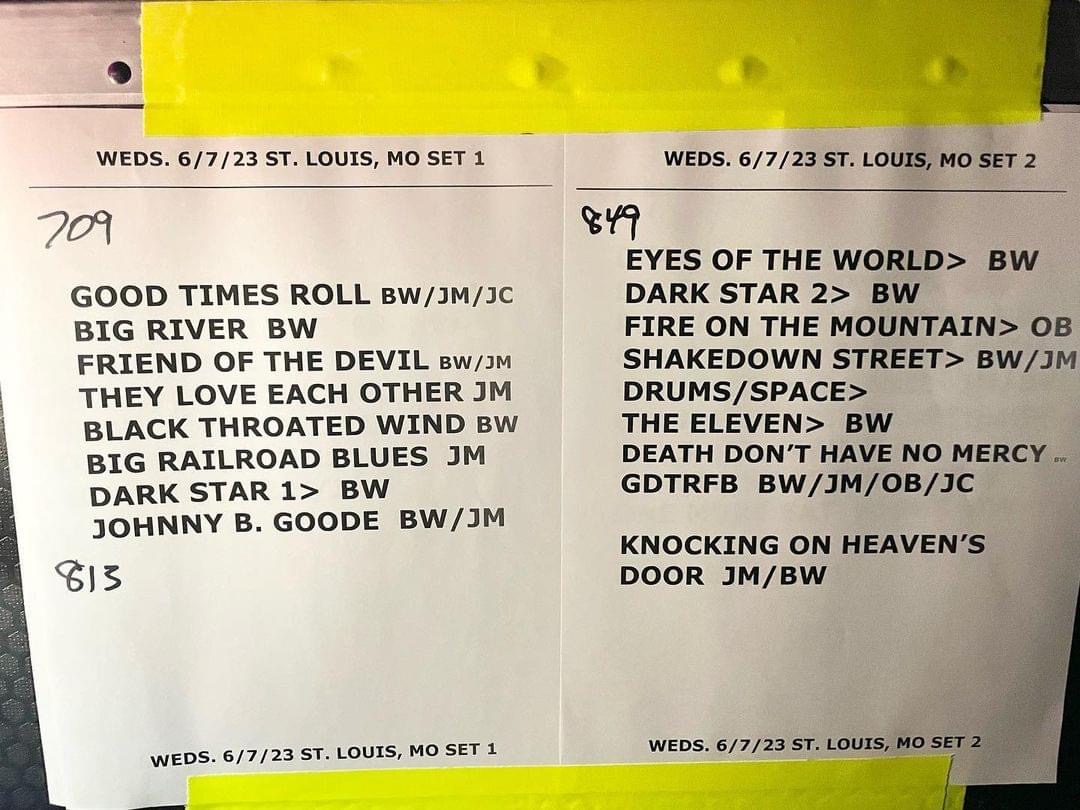 WEDS. 6/7/23 ST. LOUIS, MO SET 1
709
GOOD TIMES ROLL BW/JM/JC
BIG RIVER BW
FRIEND OF THE DEVIL BW/JM
THEY LOVE EACH OTHER JM
BLACK THROATED WIND BW
BIG RAILROAD BLUES JM
DARK STAR 1> BW
JOHNNY B. GOODE BW/JM
813
WEDS. 6/7/23 ST. LOUIS, MO SET 1
WEDS. 6/7/23 ST. LOUIS, MO SET 2
849
EYES OF THE WORLD> BW
DARK STAR 2> BW
FIRE ON THE MOUNTAIN> OB
SHAKEDOWN STREET> BW/JM
DRUMS/SPACE>
THE ELEVEN> BW
DEATH DON'T HAVE NO MERCY BW
GDTRFB BW/JM/OB/JC
KNOCKING ON HEAVEN'S
DOOR JM/BW
WEDS. 6/7/23 ST. LOUIS, MO SET 2